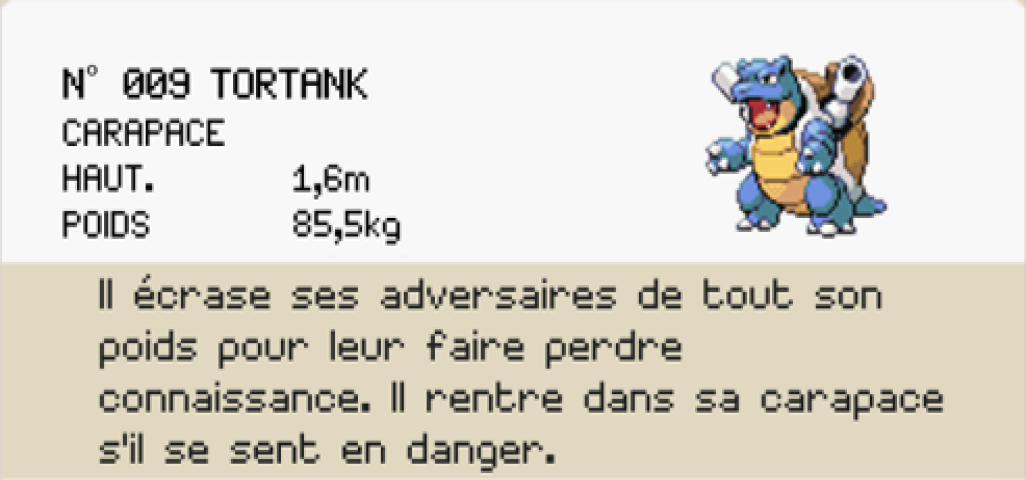 N° 009 TORTANK
CARAPACE
HAUT. 1,6m
POIDS 85,5kg
Il écrase ses adversaires de tout son
poids pour leur faire perdre
connaissance. Il rentre dans sa carapace
s'il se sent en danger.